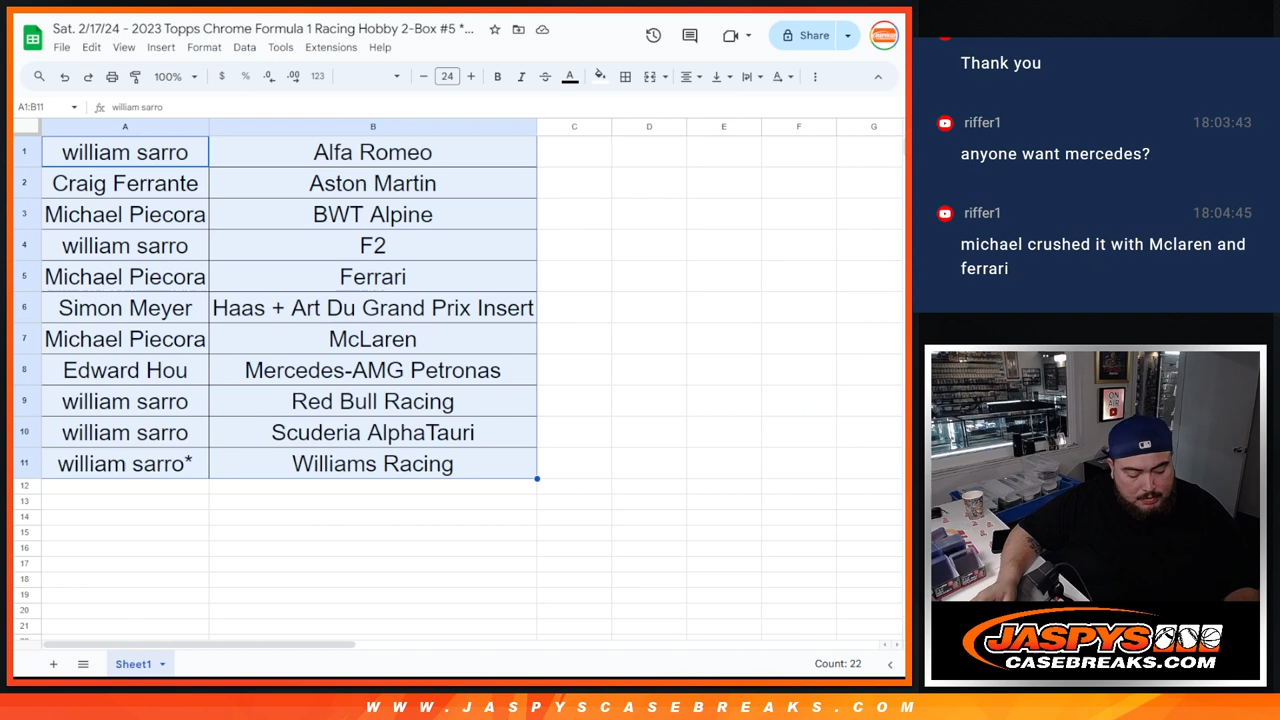 Sat. 2/17/24 - 2023 Topps Chrome Formula 1 Racing Hobby 2-Box #5 *...
Share
File Edit View Insert Format Data Tools Extensions Help
100% $ % .0 .00 123 24 B I A
A1:B11 fx william sarro
A B C D E F G
1 william sarro Alfa Romeo
2 Craig Ferrante Aston Martin
3 Michael Piecora BWT Alpine
4 william sarro F2
5 Michael Piecora Ferrari
6 Simon Meyer Haas + Art Du Grand Prix Insert
7 Michael Piecora McLaren
8 Edward Hou Mercedes-AMG Petronas
9 william sarro Red Bull Racing
10 william sarro Scuderia AlphaTauri
11 william sarro* Williams Racing
12
13
14
15
16
17
18
19
20
21
Sheet1
Count: 22
Thank you
riffer1 18:03:43
anyone want mercedes?
riffer1 18:04:45
michael crushed it with Mclaren and
ferrari
ON
AIR
JASPYS
CASEBREAKS.COM
WWW.JASPYSCASEBREAKS.COM